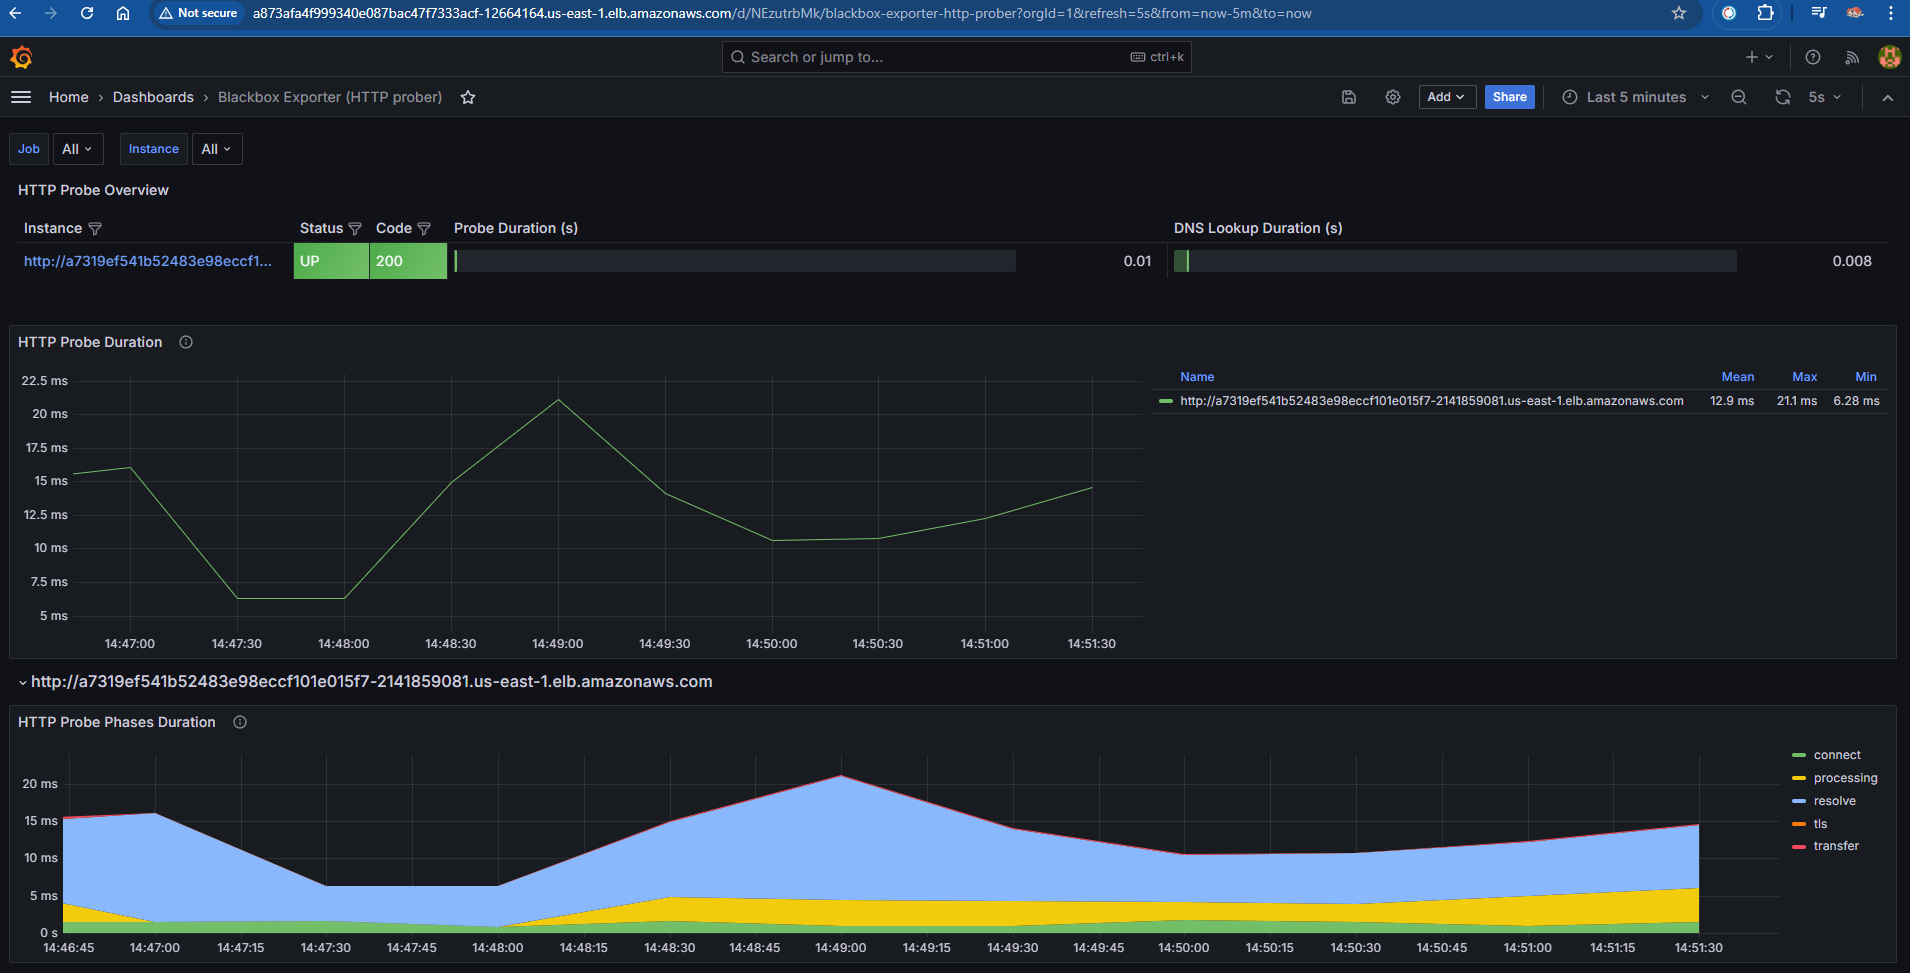 Not secure a873afa4f999340e087bac47f7333acf-12664164.us-east-1.elb.amazonaws.com/d/NEzutrbMk/blackbox-exporter-http-prober?orgId=1&refresh=5s&from=now-5m&to=now
Search or jump to... ctrl+k
Home › Dashboards › Blackbox Exporter (HTTP prober) Add Share Last 5 minutes 5s
Job All Instance All
HTTP Probe Overview
Instance Status Code Probe Duration (s) DNS Lookup Duration (s)
http://a7319ef541b52483e98eccf1... UP 200 0.01 0.008
HTTP Probe Duration
Name Mean Max Min
http://a7319ef541b52483e98eccf101e015f7-2141859081.us-east-1.elb.amazonaws.com 12.9 ms 21.1 ms 6.28 ms
22.5 ms
20 ms
17.5 ms
15 ms
12.5 ms
10 ms
7.5 ms
5 ms
14:47:00 14:47:30 14:48:00 14:48:30 14:49:00 14:49:30 14:50:00 14:50:30 14:51:00 14:51:30
http://a7319ef541b52483e98eccf101e015f7-2141859081.us-east-1.elb.amazonaws.com
HTTP Probe Phases Duration
20 ms
15 ms
10 ms
5 ms
0 s
14:46:45 14:47:00 14:47:15 14:47:30 14:47:45 14:48:00 14:48:15 14:48:30 14:48:45 14:49:00 14:49:15 14:49:30 14:49:45 14:50:00 14:50:15 14:50:30 14:50:45 14:51:00 14:51:15 14:51:30
connect
processing
resolve
tls
transfer